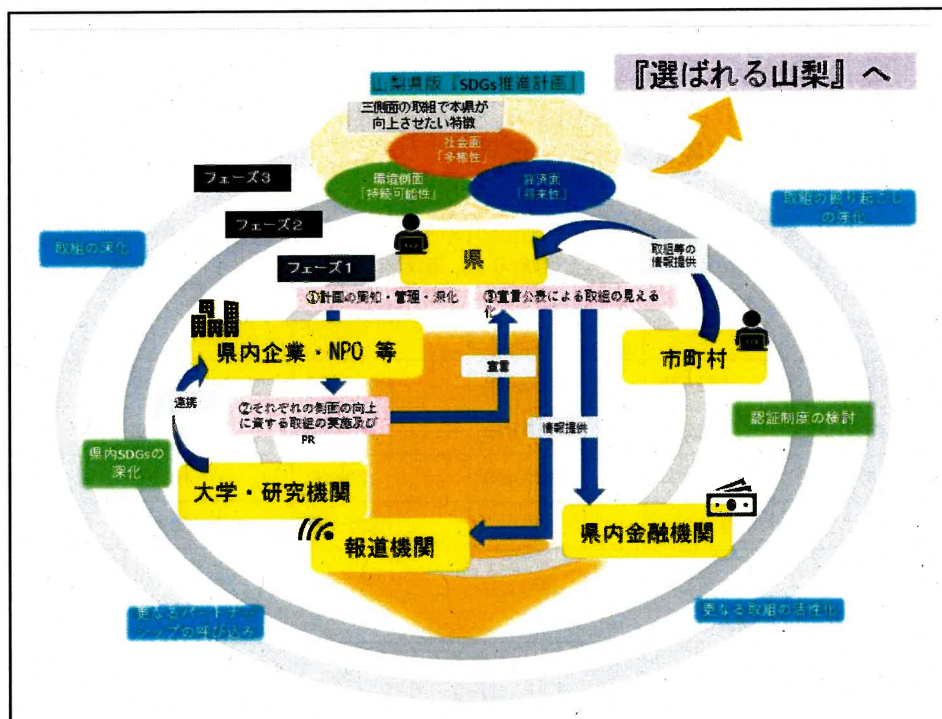 『選ばれる山梨』へ
山梨県版『SDGs推進計画』
三側面の取組で本県が
向上させたい特徴
社会面
「多様性」
環境側面
「持続可能性」
経済面
「将来性」
フェーズ3
フェーズ2
フェーズ1
取組の深化
取組の掘り起こし
の深化
県
取組等の
情報提供
①計画の周知・管理・深化
③宣言公表による取組の見える
化
県内企業・NPO 等
市町村
宣言
連携
②それぞれの側面の向上
に資する取組の実施及び
PR
情報提供
認証制度の検討
県内SDGsの
深化
大学・研究機関
報道機関
県内金融機関
更なるパートナー
シップの呼び込み
更なる取組の活性化